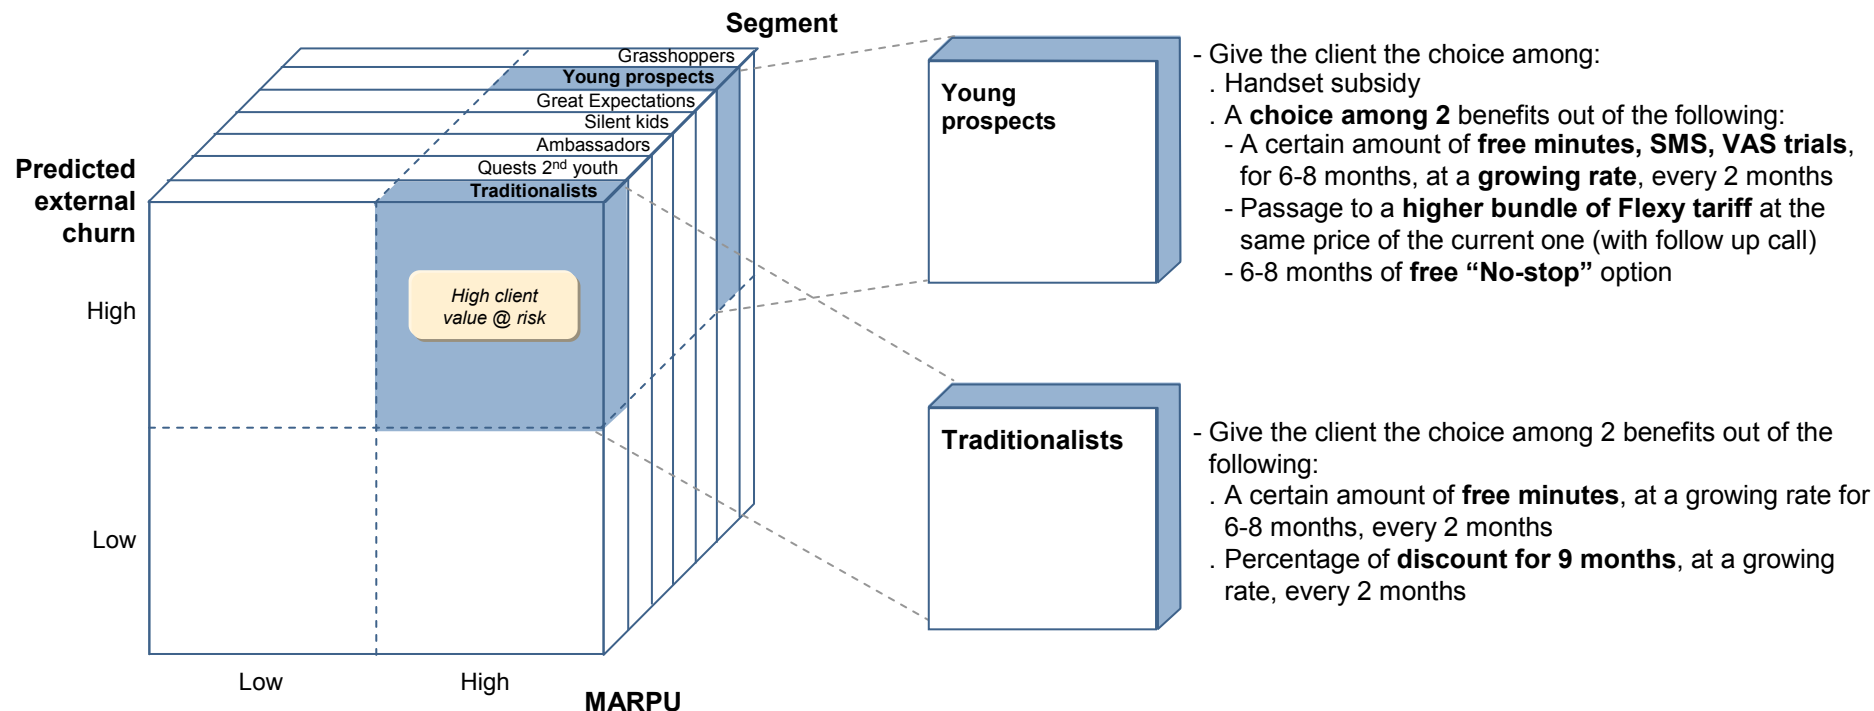 Segment
Grasshoppers
Young prospects
Great Expectations
Silent kids
Ambassadors
Quests 2nd youth
Traditionalists
Predicted
external
churn
High
Low
High client
value @ risk
Low
High
MARPU
Young
prospects
- Give the client the choice among:
. Handset subsidy
. A choice among 2 benefits out of the following:
- A certain amount of free minutes, SMS, VAS trials,
for 6-8 months, at a growing rate, every 2 months
- Passage to a higher bundle of Flexy tariff at the
same price of the current one (with follow up call)
- 6-8 months of free “No-stop” option
Traditionalists
- Give the client the choice among 2 benefits out of the
following:
. A certain amount of free minutes, at a growing rate for
6-8 months, every 2 months
. Percentage of discount for 9 months, at a growing
rate, every 2 months